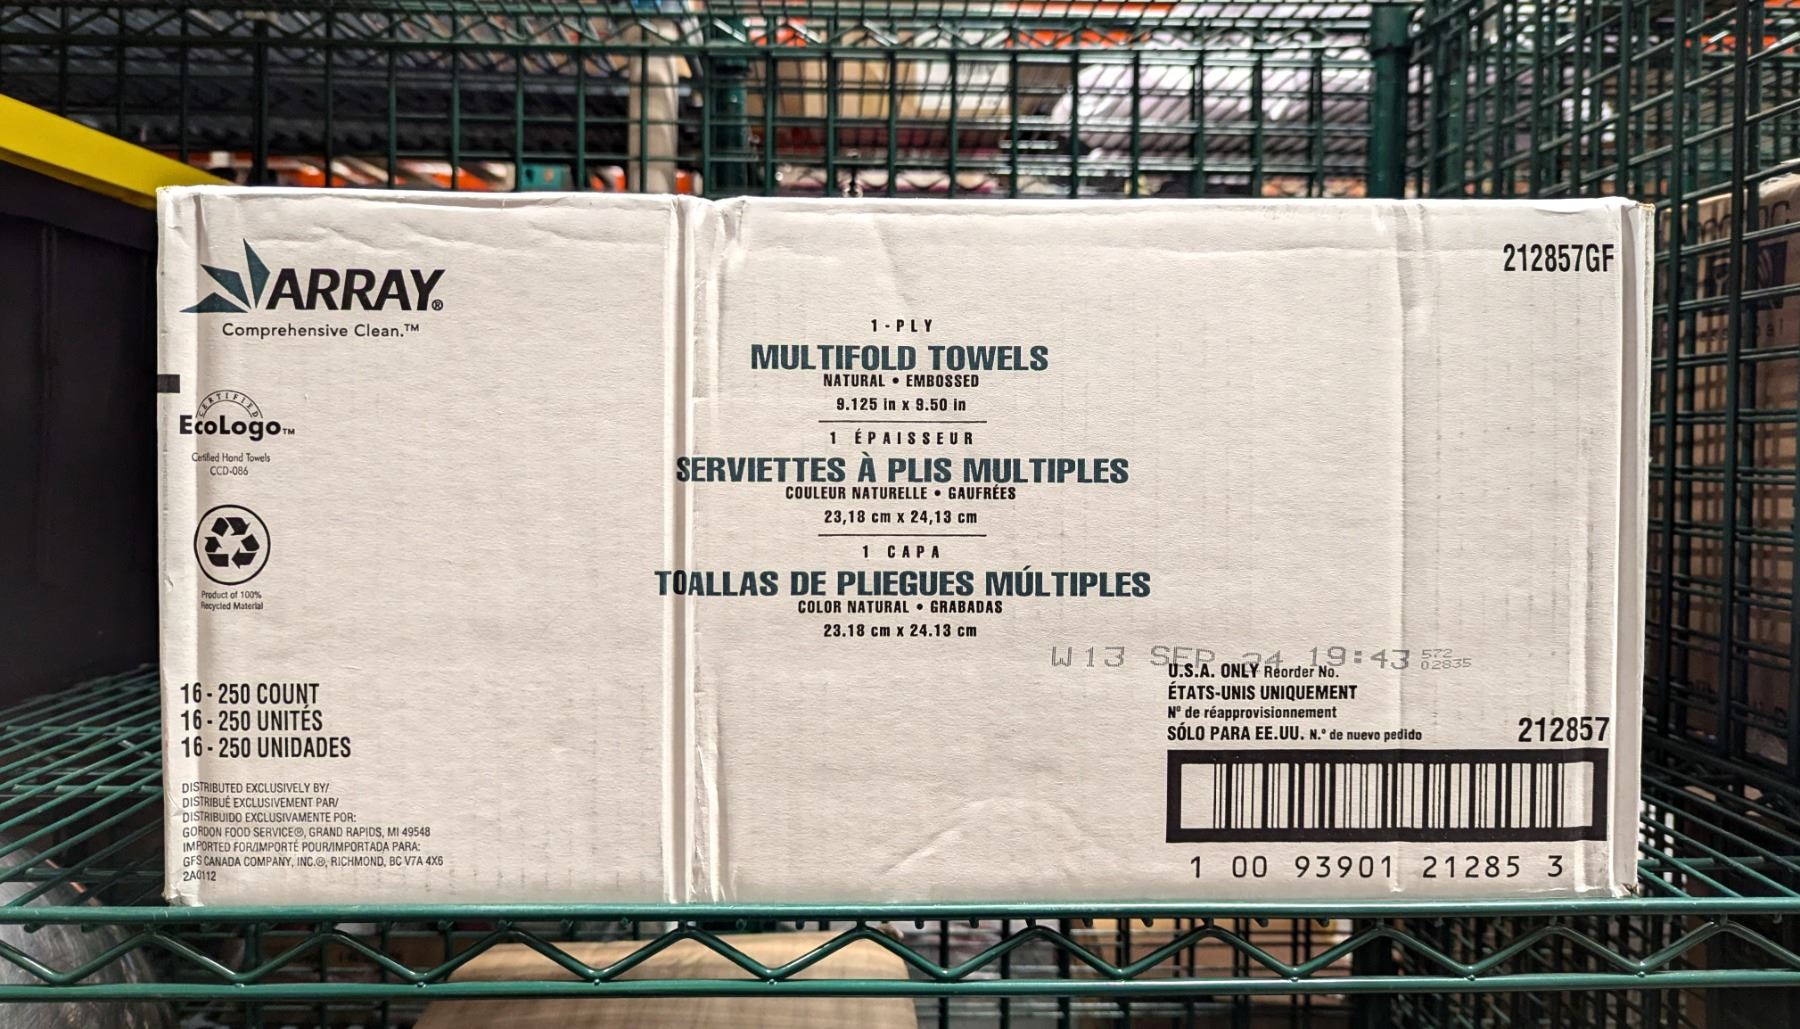 ARRAY®
Comprehensive Clean.™
CERTIFIED
EcoLogo™
Certified Hand Towels
CCD-086
Product of 100%
Recycled Material
16 - 250 COUNT
16 - 250 UNITÉS
16 - 250 UNIDADES
DISTRIBUTED EXCLUSIVELY BY/
DISTRIBUÉ EXCLUSIVEMENT PAR/
DISTRIBUIDO EXCLUSIVAMENTE POR:
GORDON FOOD SERVICE®, GRAND RAPIDS, MI 49548
IMPORTED FOR/IMPORTÉ POUR/IMPORTADA PARA:
GFS CANADA COMPANY, INC.®, RICHMOND, BC V7A 4X6
2A0112
1-PLY
MULTIFOLD TOWELS
NATURAL • EMBOSSED
9.125 in x 9.50 in
1 ÉPAISSEUR
SERVIETTES À PLIS MULTIPLES
COULEUR NATURELLE • GAUFRÉES
23,18 cm x 24,13 cm
1 CAPA
TOALLAS DE PLIEGUES MÚLTIPLES
COLOR NATURAL • GRABADAS
23.18 cm x 24.13 cm
212857GF
W 13 SEP 24 19:43 572 02835
U.S.A. ONLY Reorder No.
ÉTATS-UNIS UNIQUEMENT
Nº de réapprovisionnement
SÓLO PARA EE.UU. N.º de nuevo pedido
212857
1 00 93901 21285 3